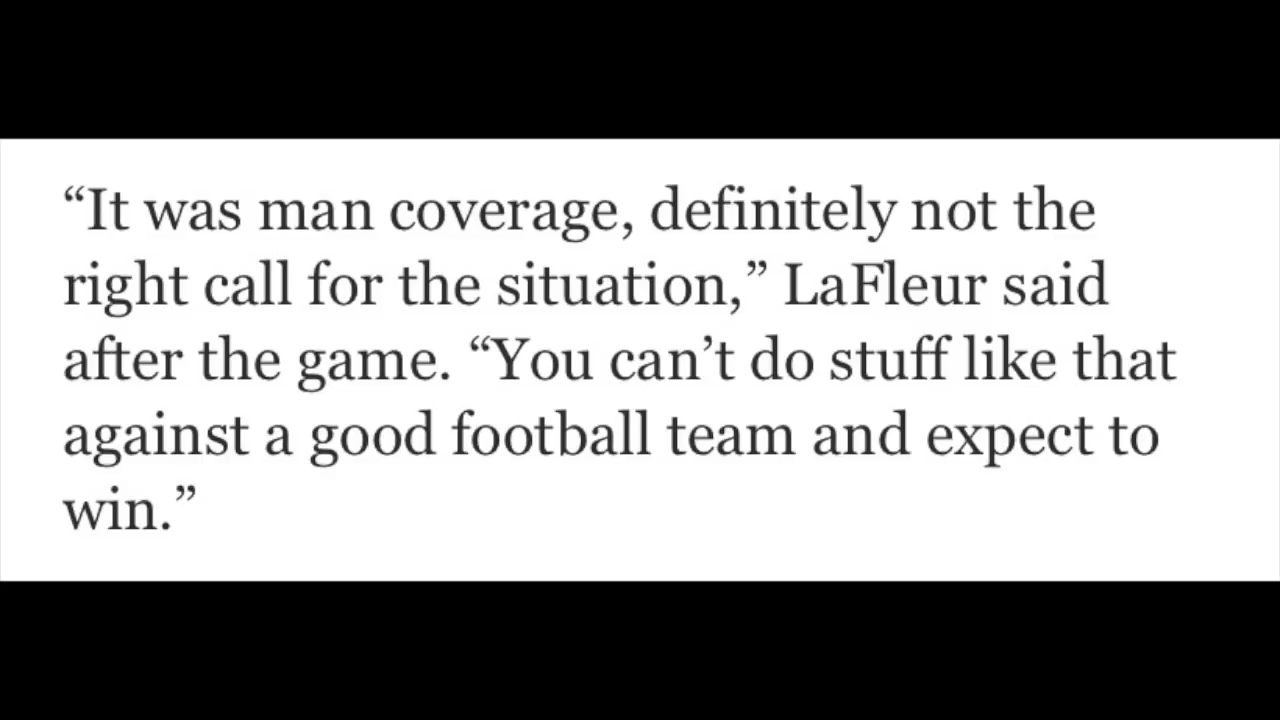 “It was man coverage, definitely not the
right call for the situation,” LaFleur said
after the game. “You can’t do stuff like that
against a good football team and expect to
win.”